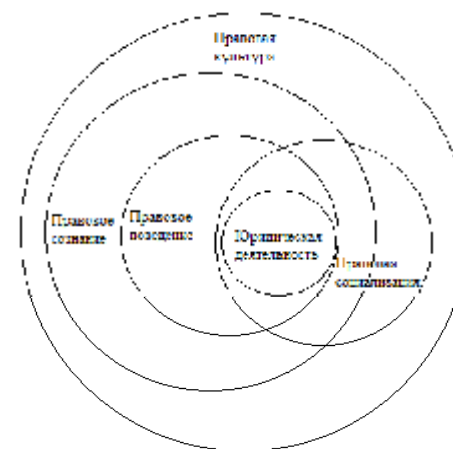 Правовая
культура
Правовое
сознание
Правовое
поведение
Юридическая
деятельность
Правовая
социализация